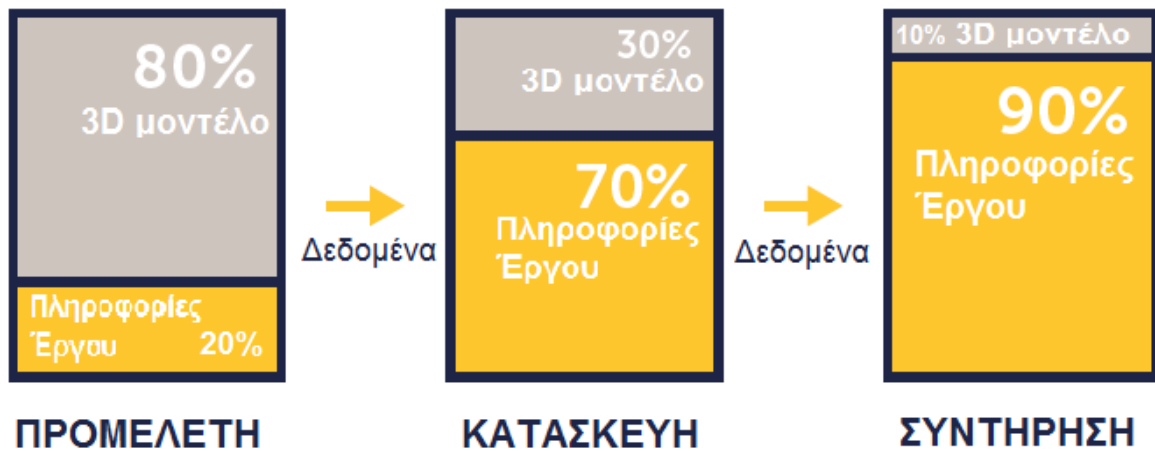 80%
3D μοντέλο
Πληροφορίες
Έργου 20%
ΠΡΟΜΕΛΕΤΗ
Δεδομένα
30%
3D μοντέλο
70%
Πληροφορίες
Έργου
ΚΑΤΑΣΚΕΥΗ
Δεδομένα
10% 3D μοντέλο
90%
Πληροφορίες
Έργου
ΣΥΝΤΗΡΗΣΗ